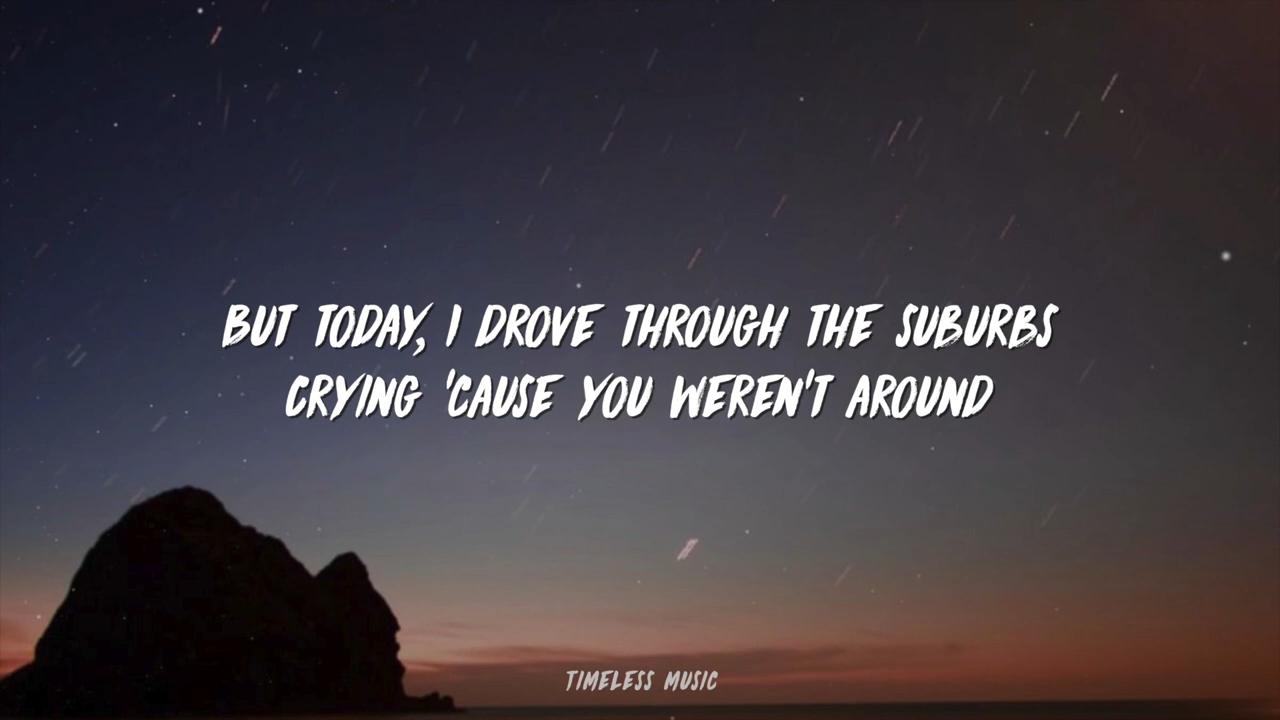 BUT TODAY, I DROVE THROUGH THE SUBURBS
CRYING 'CAUSE YOU WEREN'T AROUND
TIMELESS MUSIC